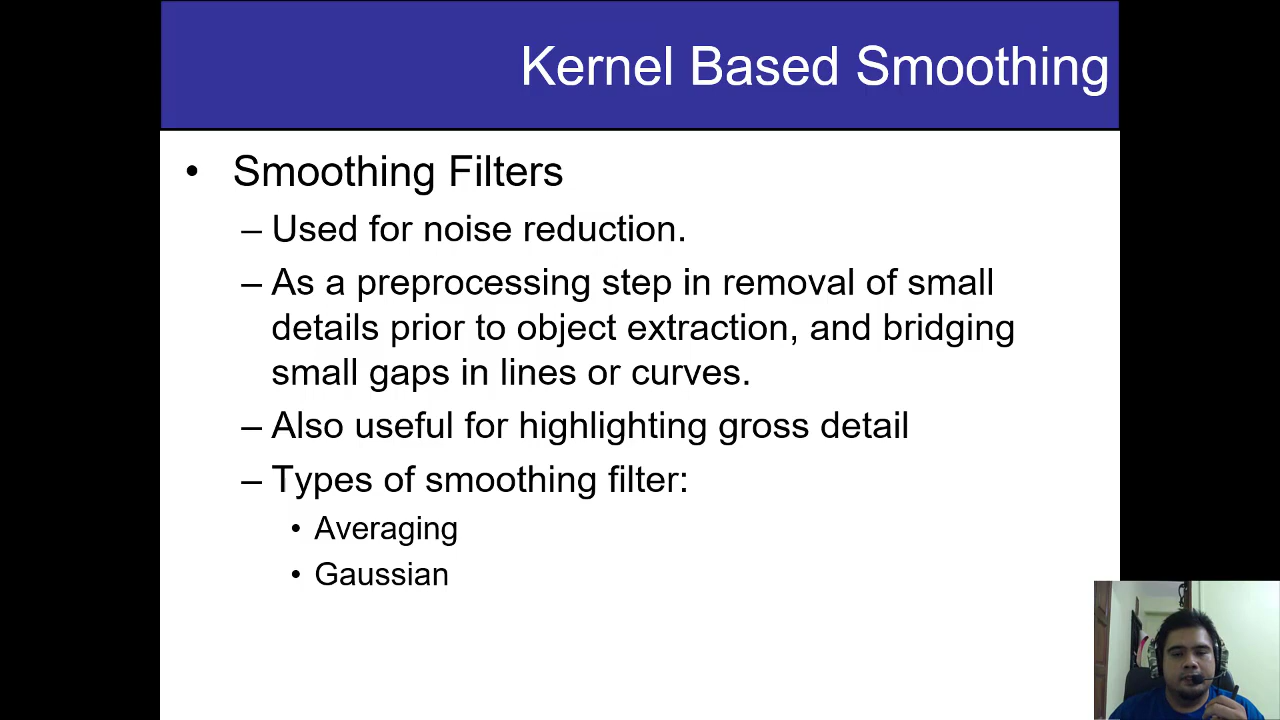 Kernel Based Smoothing
• Smoothing Filters
– Used for noise reduction.
– As a preprocessing step in removal of small
details prior to object extraction, and bridging
small gaps in lines or curves.
– Also useful for highlighting gross detail
– Types of smoothing filter:
• Averaging
• Gaussian